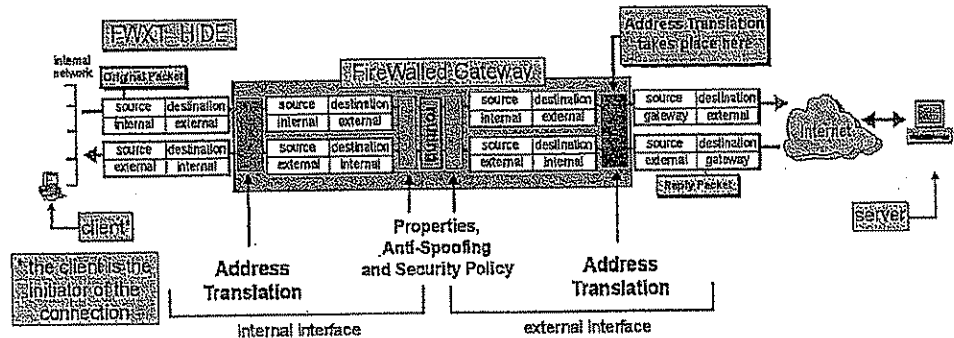 FWXT_HIDE
Address Translation
takes place here
internal
network
Original Packet
FireWalled Gateway
source destination
internal external
source destination
external internal
source destination
internal external
source destination
external internal
routing
source destination
internal external
source destination
external internal
source destination
gateway external
source destination
external gateway
Reply Packet
Internet
client*
server
* the client is the
initiator of the
connection
Address
Translation
Properties,
Anti-Spoofing
and Security Policy
Address
Translation
internal interface
external interface